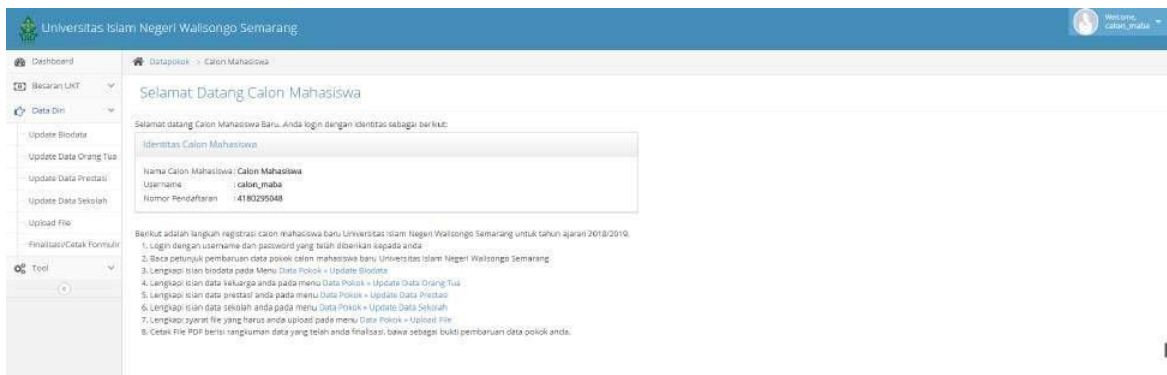 Universitas Islam Negeri Walisongo Semarang
Welcome,
calon_maba
Dashboard
Besaran UKT
Data Diri
Update Biodata
Update Data Orang Tua
Update Data Prestasi
Update Data Sekolah
Upload File
Finalisasi/Cetak Formulir
Tool
Datapokok > Calon Mahasiswa
Selamat Datang Calon Mahasiswa
Selamat datang Calon Mahasiswa Baru. Anda login dengan identitas sebagai berikut:
Identitas Calon Mahasiswa
Nama Calon Mahasiswa : Calon Mahasiswa
Username : calon_maba
Nomor Pendaftaran : 4180295048
Berikut adalah langkah registrasi calon mahasiswa baru Universitas Islam Negeri Walisongo Semarang untuk tahun ajaran 2018/2019.
1. Login dengan username dan password yang telah diberikan kepada anda
2. Baca petunjuk pembaruan data pokok calon mahasiswa baru Universitas Islam Negeri Walisongo Semarang
3. Lengkapi isian biodata pada Menu Data Pokok » Update Biodata
4. Lengkapi isian data keluarga anda pada menu Data Pokok » Update Data Orang Tua
5. Lengkapi isian data prestasi anda pada menu Data Pokok » Update Data Prestasi
6. Lengkapi isian data sekolah anda pada menu Data Pokok » Update Data Sekolah
7. Lengkapi syarat file yang harus anda upload pada menu Data Pokok » Upload File
8. Cetak File PDF berisi rangkuman data yang telah anda finalisasi, bawa sebagai bukti pembaruan data pokok anda.